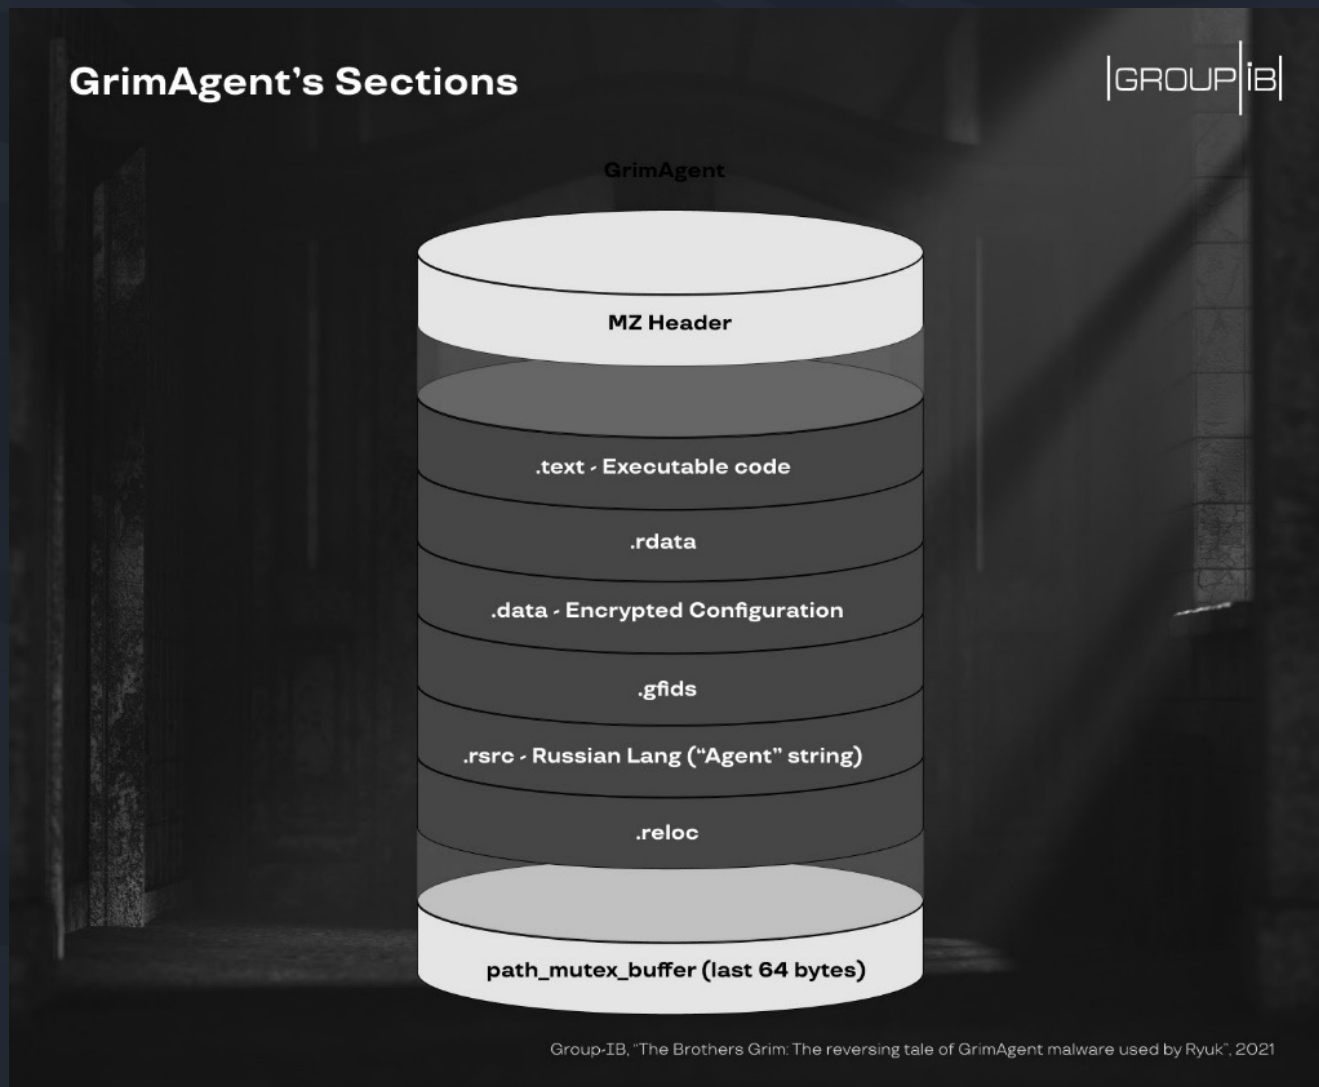 GrimAgent's Sections
|GROUP|iB|
GrimAgent
MZ Header
.text - Executable code
.rdata
.data - Encrypted Configuration
.gfids
.rsrc - Russian Lang (“Agent” string)
.reloc
path_mutex_buffer (last 64 bytes)
Group-IB, “The Brothers Grim: The reversing tale of GrimAgent malware used by Ryuk”, 2021